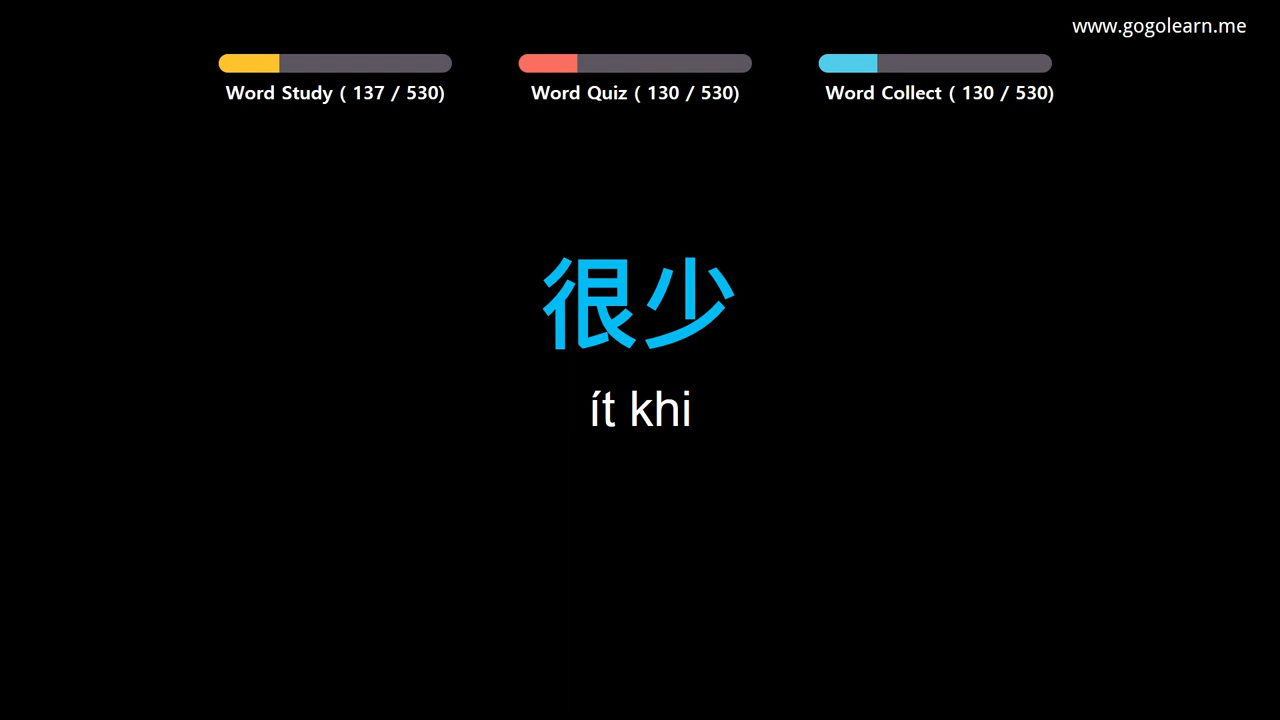 www.gogolearn.me
Word Study ( 137 / 530)
Word Quiz ( 130 / 530)
Word Collect ( 130 / 530)
很少
ít khi